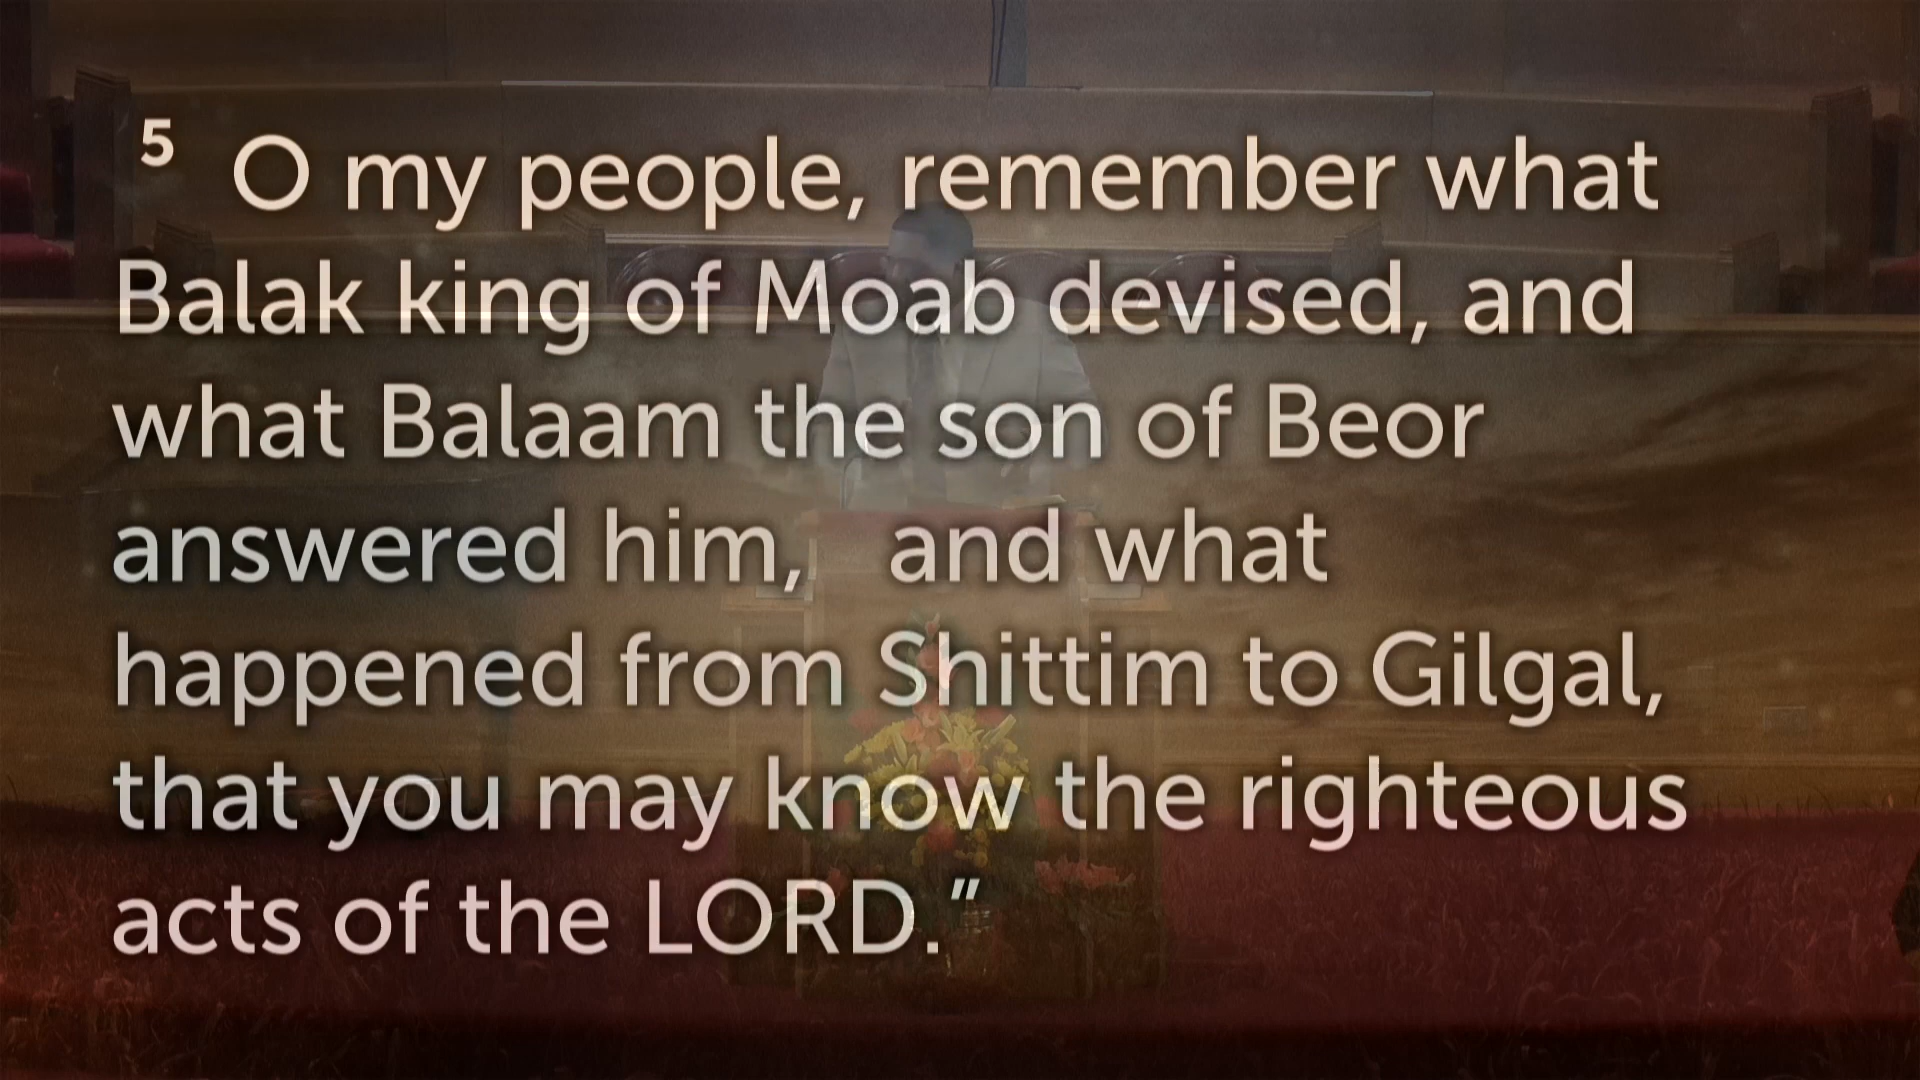 5 O my people, remember what
Balak king of Moab devised, and
what Balaam the son of Beor
answered him, and what
happened from Shittim to Gilgal,
that you may know the righteous
acts of the LORD.”